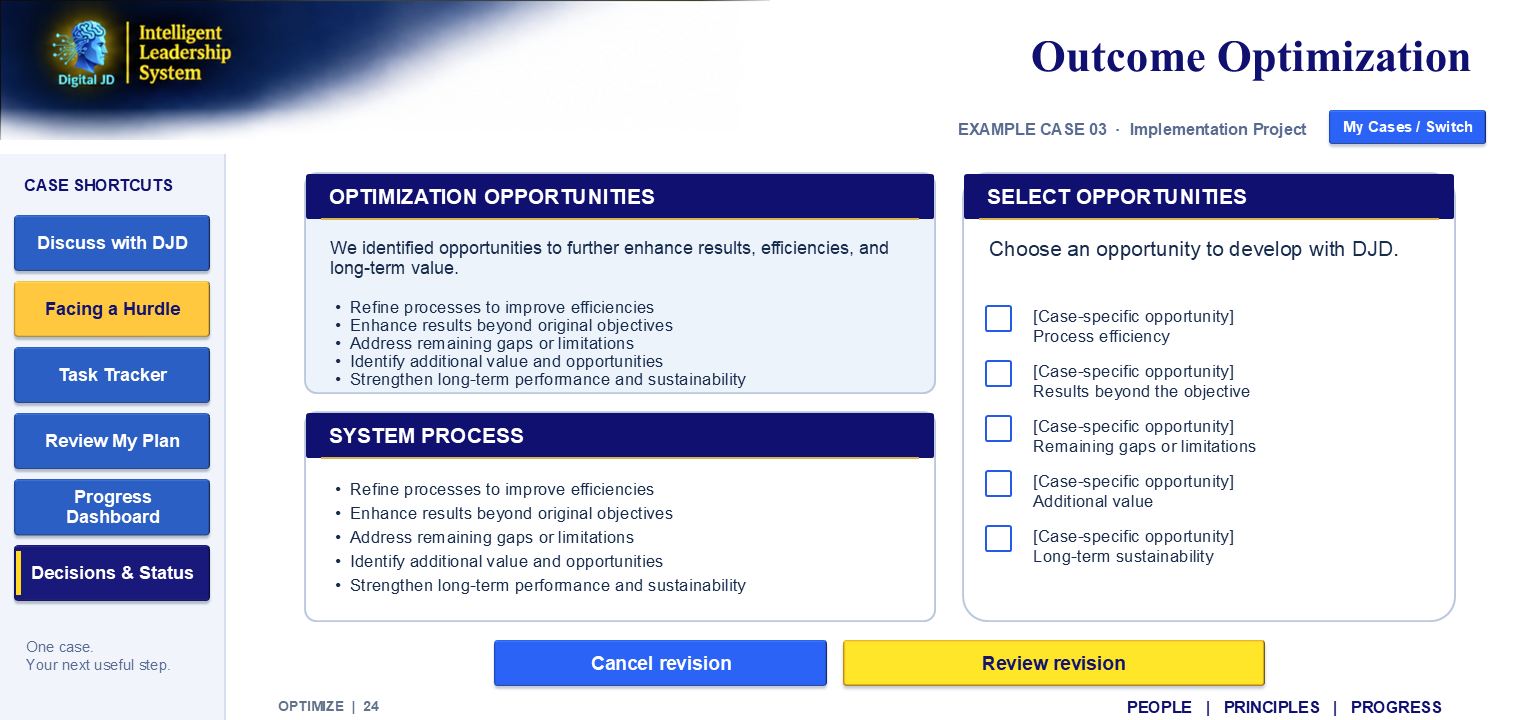 Intelligent
Leadership
System
Digital JD
Outcome Optimization
EXAMPLE CASE 03 · Implementation Project
My Cases / Switch
CASE SHORTCUTS
Discuss with DJD
Facing a Hurdle
Task Tracker
Review My Plan
Progress
Dashboard
Decisions & Status
One case.
Your next useful step.
OPTIMIZATION OPPORTUNITIES
We identified opportunities to further enhance results, efficiencies, and
long-term value.
• Refine processes to improve efficiencies
• Enhance results beyond original objectives
• Address remaining gaps or limitations
• Identify additional value and opportunities
• Strengthen long-term performance and sustainability
SYSTEM PROCESS
• Refine processes to improve efficiencies
• Enhance results beyond original objectives
• Address remaining gaps or limitations
• Identify additional value and opportunities
• Strengthen long-term performance and sustainability
SELECT OPPORTUNITIES
Choose an opportunity to develop with DJD.
[Case-specific opportunity]
Process efficiency
[Case-specific opportunity]
Results beyond the objective
[Case-specific opportunity]
Remaining gaps or limitations
[Case-specific opportunity]
Additional value
[Case-specific opportunity]
Long-term sustainability
Cancel revision
Review revision
OPTIMIZE | 24
PEOPLE | PRINCIPLES | PROGRESS